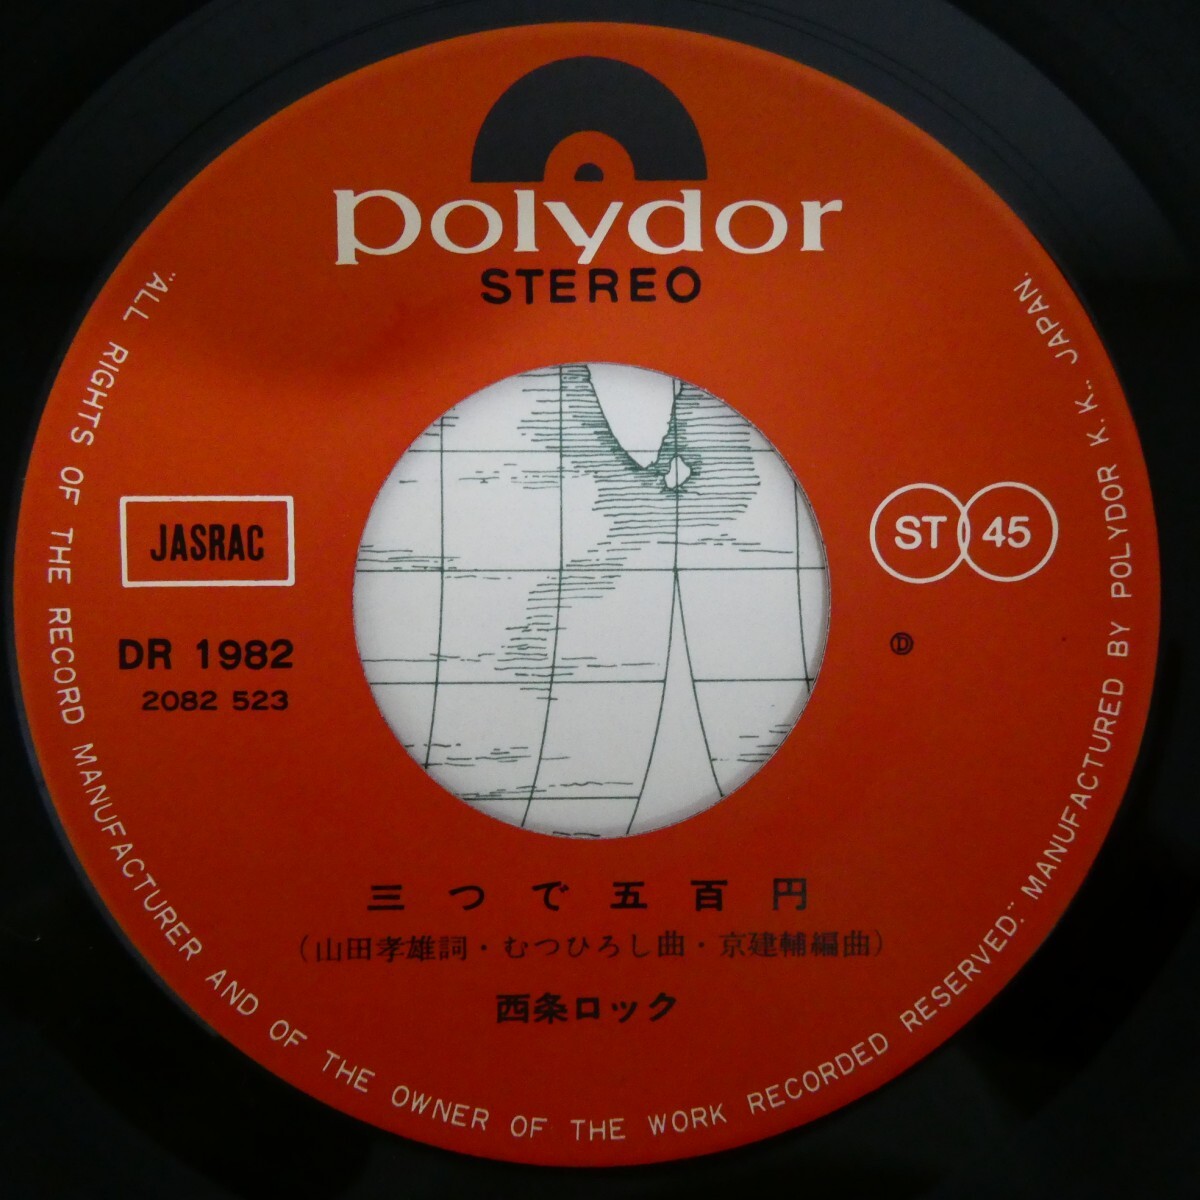 polydor
STEREO
JASRAC
ST 45
DR 1982
2082 523
Ⓓ
三つで五百円
(山田孝雄詞・むつひろし曲・京建輔編曲)
西条ロック
"ALL RIGHTS OF THE RECORD MANUFACTURER AND OF THE OWNER OF THE WORK RECORDED RESERVED." MANUFACTURED BY POLYDOR K.K., JAPAN.